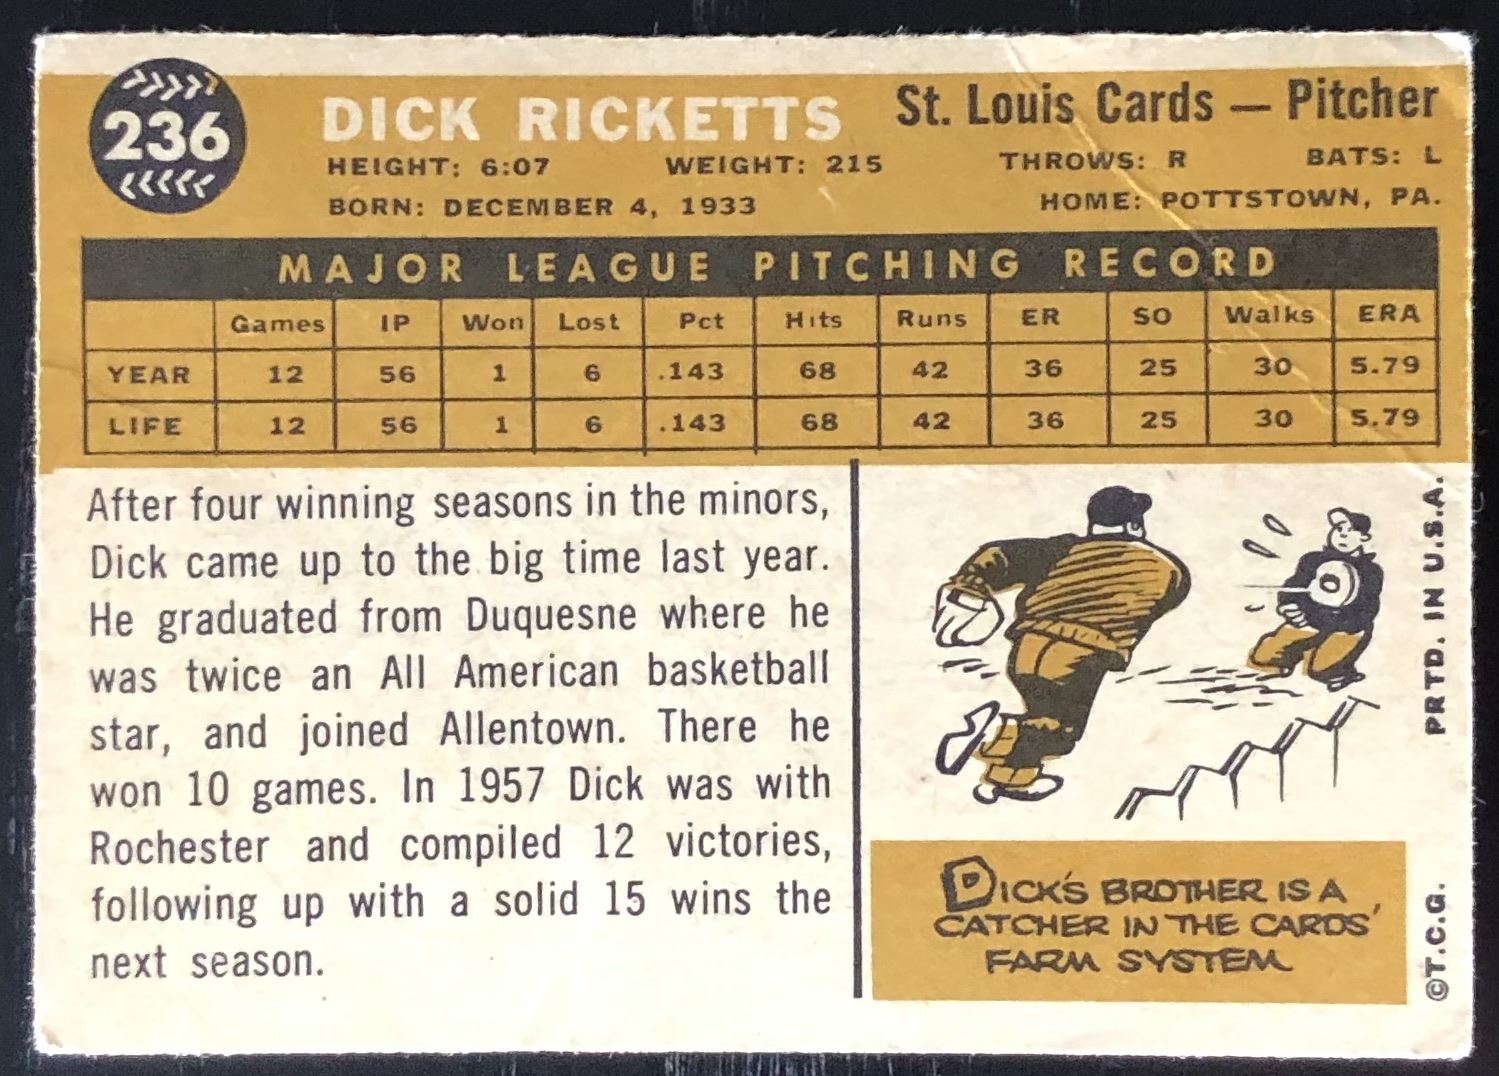 236
DICK RICKETTS
St. Louis Cards — Pitcher
HEIGHT: 6:07 WEIGHT: 215 THROWS: R BATS: L
BORN: DECEMBER 4, 1933 HOME: POTTSTOWN, PA.
MAJOR LEAGUE PITCHING RECORD
Games IP Won Lost Pct Hits Runs ER SO Walks ERA
YEAR 12 56 1 6 .143 68 42 36 25 30 5.79
LIFE 12 56 1 6 .143 68 42 36 25 30 5.79
After four winning seasons in the minors,
Dick came up to the big time last year.
He graduated from Duquesne where he
was twice an All American basketball
star, and joined Allentown. There he
won 10 games. In 1957 Dick was with
Rochester and compiled 12 victories,
following up with a solid 15 wins the
next season.
DICK'S BROTHER IS A
CATCHER IN THE CARDS'
FARM SYSTEM
©T.C.G. PRTD. IN U.S.A.